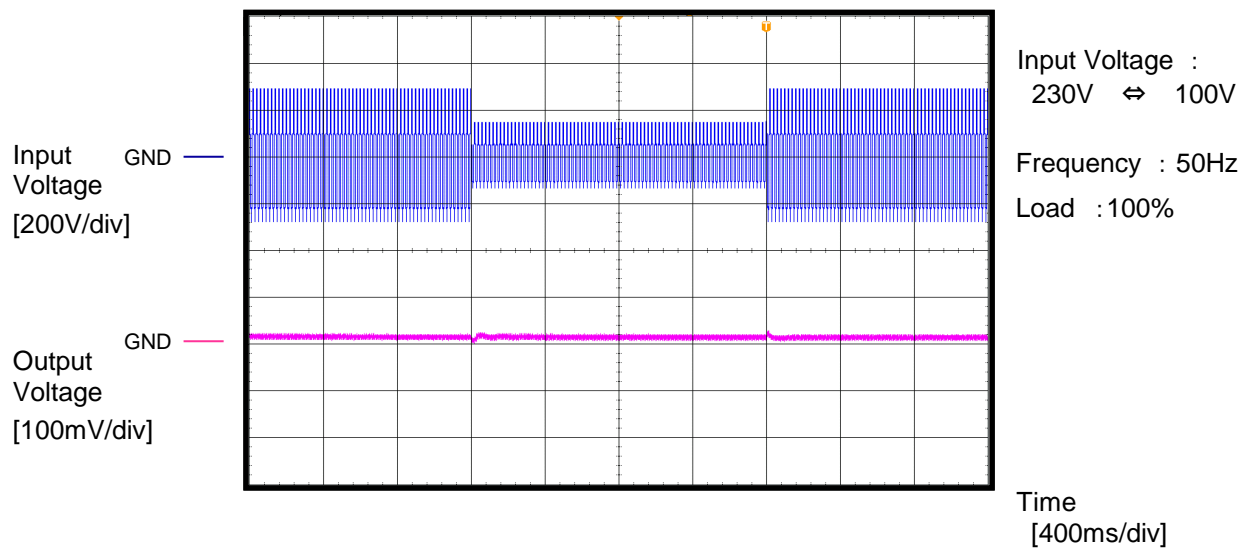 T
Input Voltage :
230V ⇔ 100V
Frequency : 50Hz
Load :100%
Input
Voltage
[200V/div]
GND
GND
Output
Voltage
[100mV/div]
Time
[400ms/div]